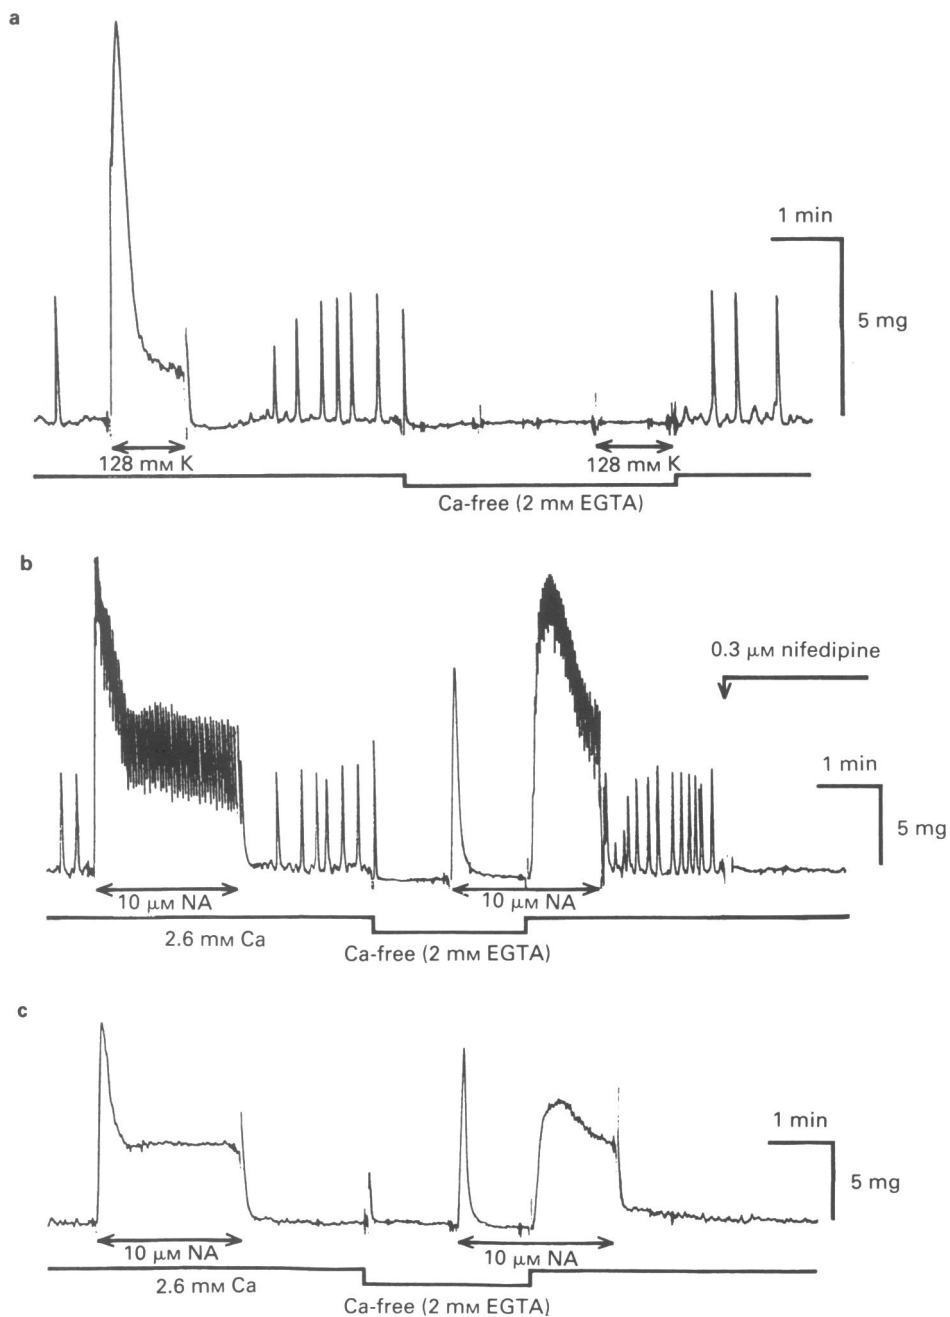 a
1 min
5 mg
128 mM K
128 mM K
Ca-free (2 mM EGTA)
b
0.3 μM nifedipine
1 min
5 mg
10 μM NA
10 μM NA
2.6 mM Ca
Ca-free (2 mM EGTA)
c
1 min
5 mg
10 μM NA
10 μM NA
2.6 mM Ca
Ca-free (2 mM EGTA)